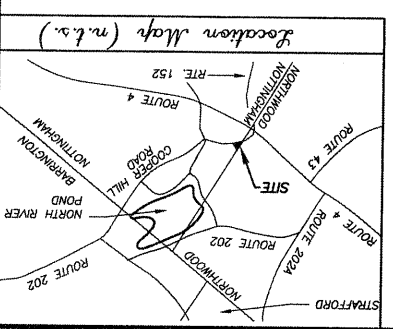 STRAFFORD
ROUTE 4
ROUTE 202A
NORTHWOOD
ROUTE 202
ROUTE 202
NORTH RIVER
POND
SITE
BARRINGTON
NOTTINGHAM
ROUTE 43
COOPER HILL
ROAD
NORTHWOOD
NOTTINGHAM
ROUTE 4
RTE. 152
Location Map (n.t.s.)